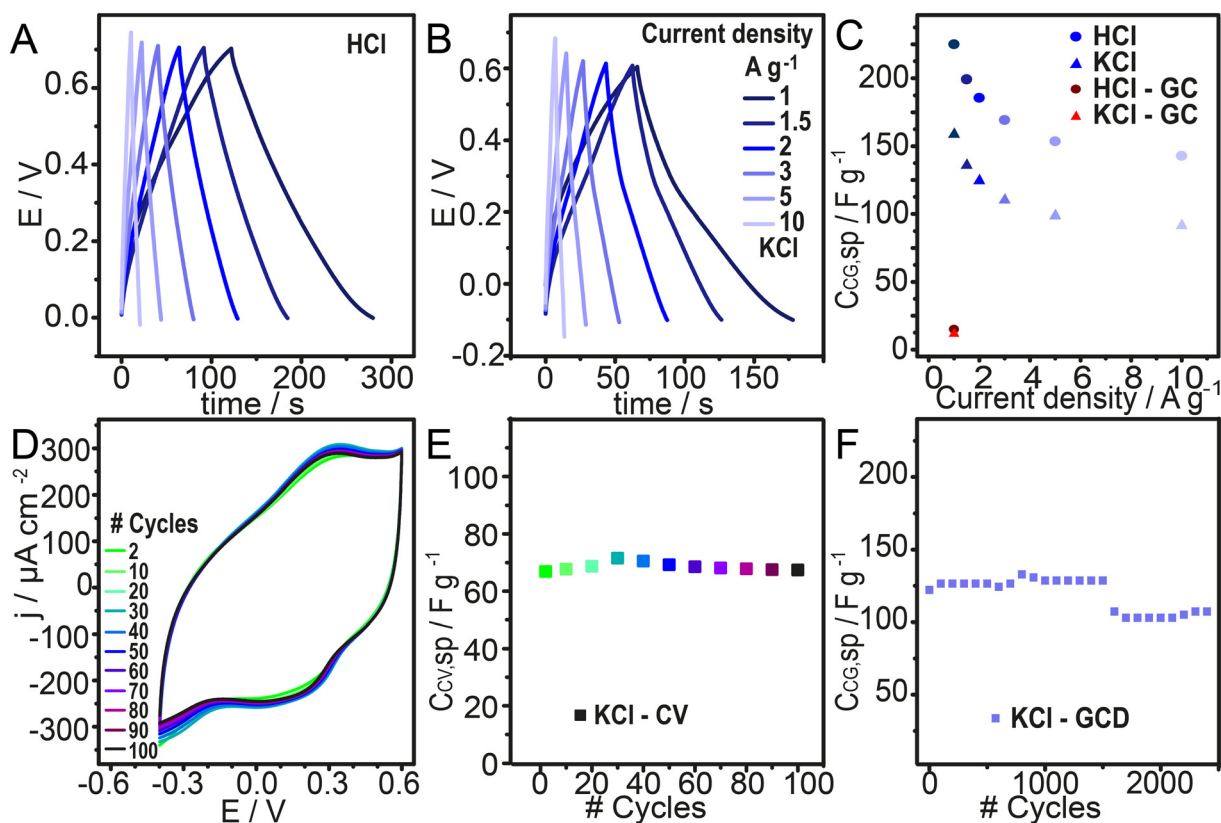 A
HCl
E / V
0.6
0.4
0.2
0.0
0
100
200
300
time / s
B
Current density
A g-1
1
1.5
2
3
5
10
KCl
E / V
0.6
0.4
0.2
0.0
-0.2
0
50
100
150
time / s
C
HCl
KCl
HCl - GC
KCl - GC
CCG,sp / F g-1
200
150
100
50
0
0
2
4
6
8
10
Current density / A g-1
D
# Cycles
2
10
20
30
40
50
60
70
80
90
100
j / µA cm-2
300
200
100
0
-100
-200
-300
-0.6
-0.3
0.0
0.3
0.6
E / V
E
CCV,sp / F g-1
100
80
60
40
20
0
KCl - CV
0
20
40
60
80
100
# Cycles
F
CCG,sp / F g-1
200
150
100
50
KCl - GCD
0
1000
2000
# Cycles